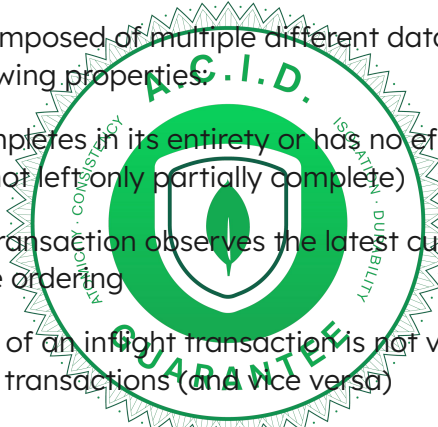 mposed of multiple different data
wing properties:
A.C.I.D.
mpletes in its entirety or has no ef
not left only partially complete)
ATOMICITY · CONSISTENCY
ISOLATION · DURABILITY
ransaction observes the latest cu
e ordering
of an inflight transaction is not v
transactions (and vice versa)
GUARANTEE